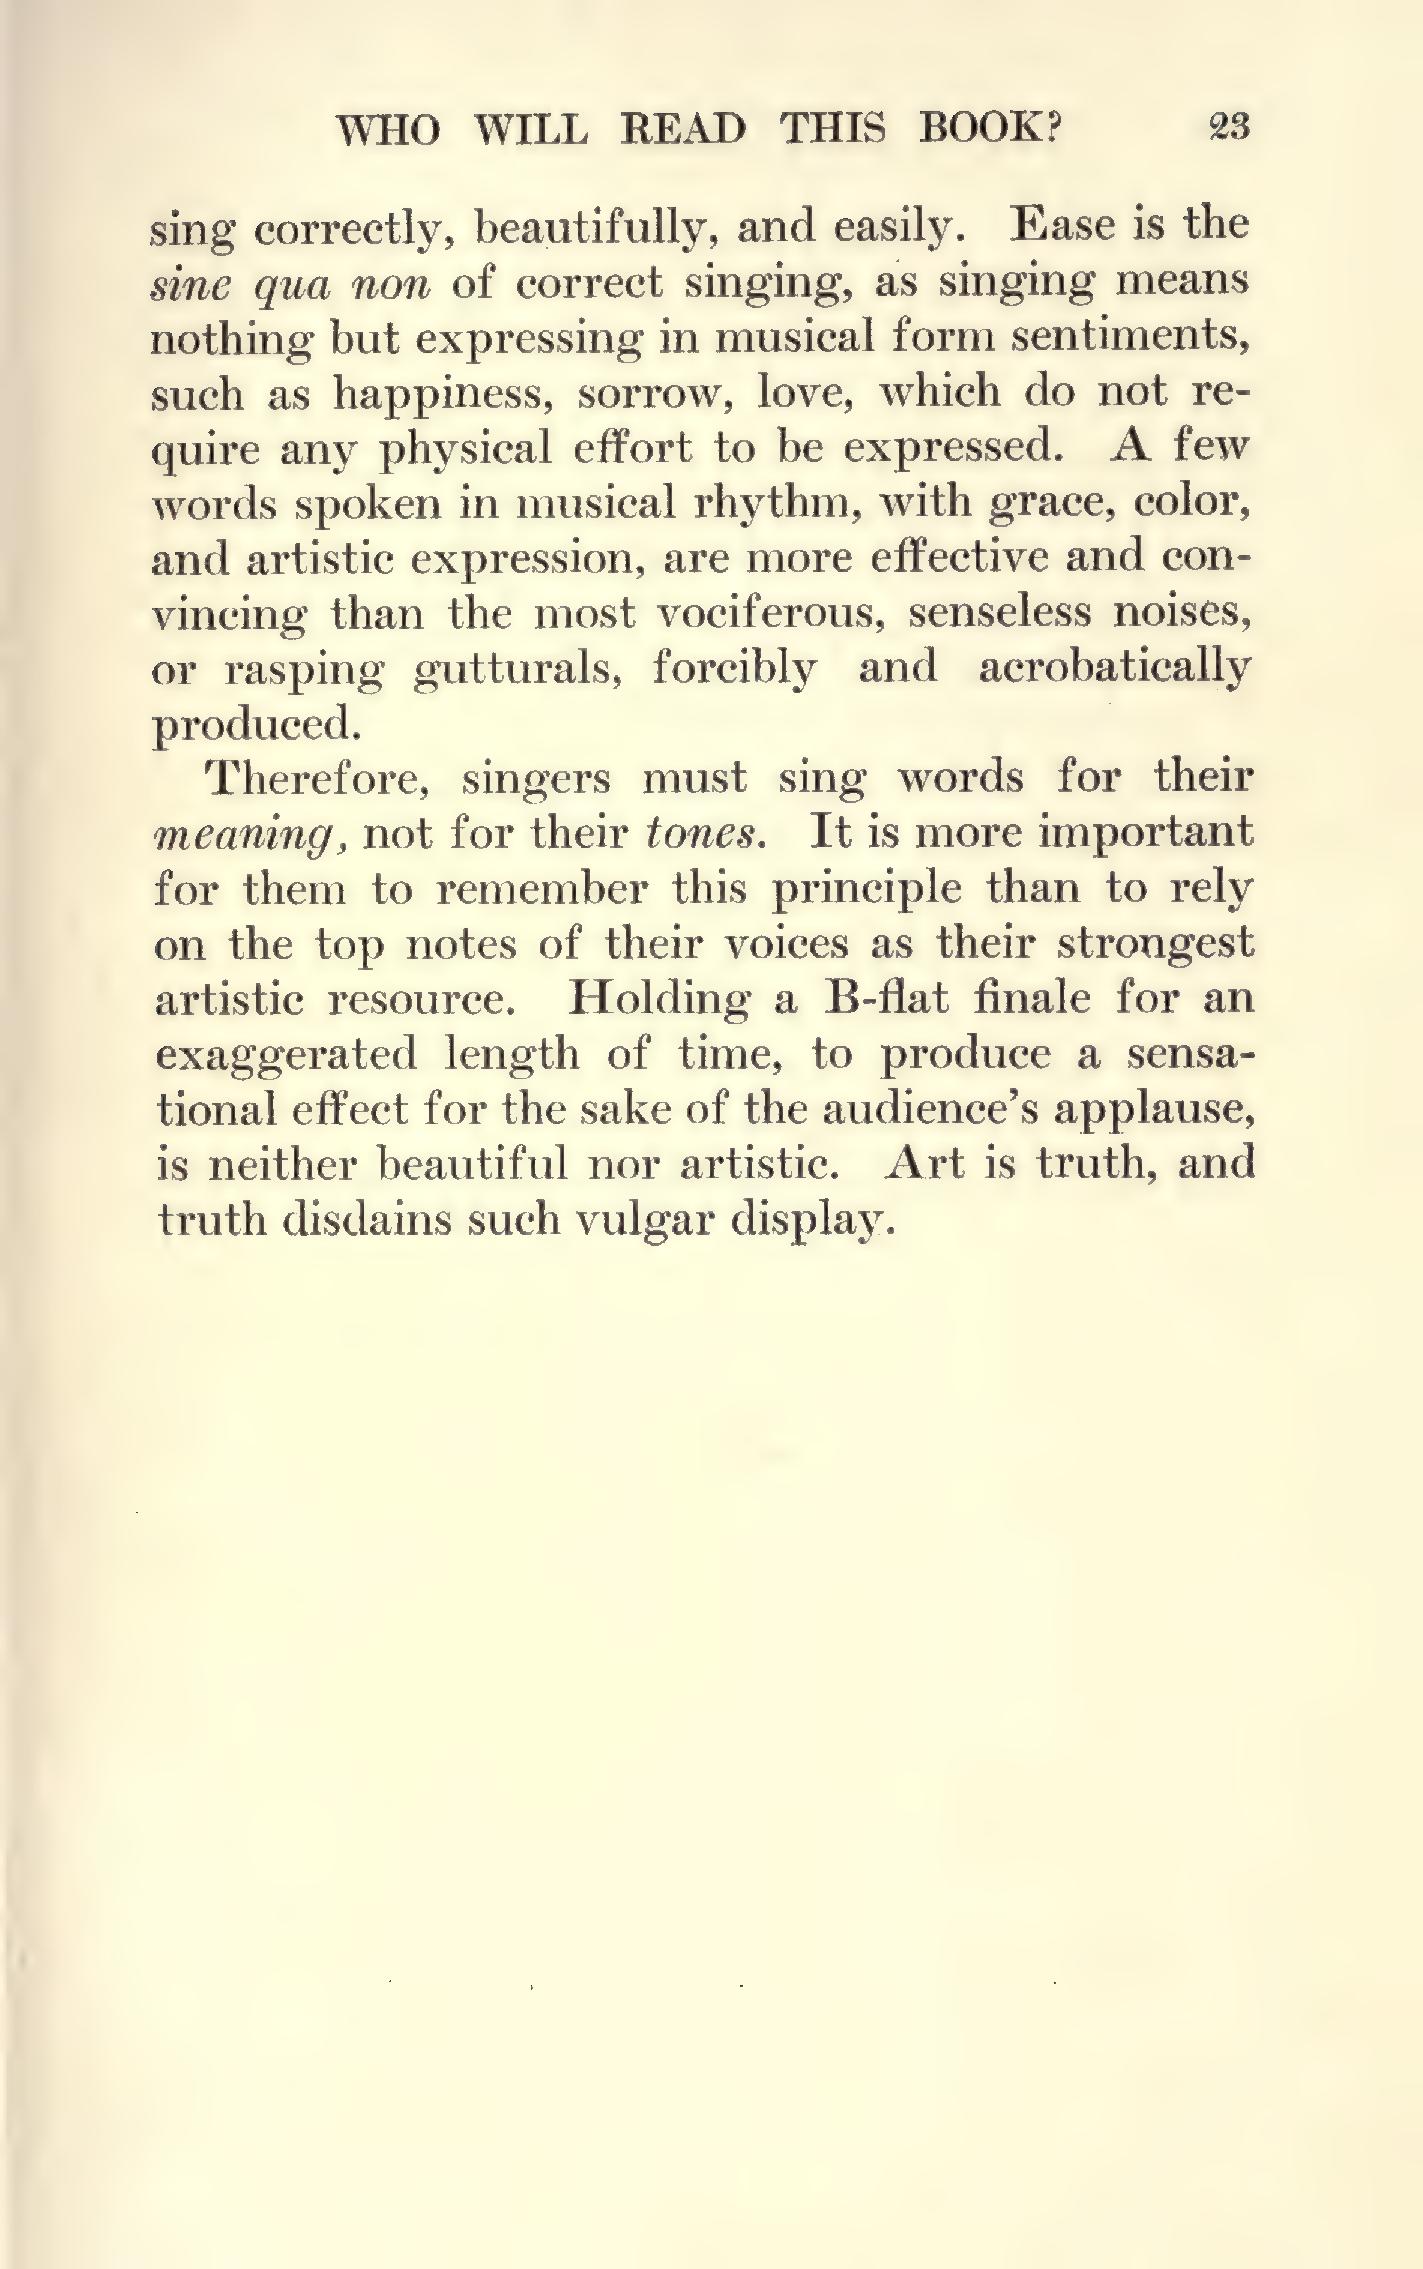 WHO WILL READ THIS BOOK? 23
sing correctly, beautifully, and easily. Ease is the
sine qua non of correct singing, as singing means
nothing but expressing in musical form sentiments,
such as happiness, sorrow, love, which do not re-
quire any physical effort to be expressed. A few
words spoken in musical rhythm, with grace, color,
and artistic expression, are more effective and con-
vincing than the most vociferous, senseless noises,
or rasping gutturals, forcibly and acrobatically
produced.
Therefore, singers must sing words for their
meaning, not for their tones. It is more important
for them to remember this principle than to rely
on the top notes of their voices as their strongest
artistic resource. Holding a B-flat finale for an
exaggerated length of time, to produce a sensa-
tional effect for the sake of the audience's applause,
is neither beautiful nor artistic. Art is truth, and
truth disdains such vulgar display.